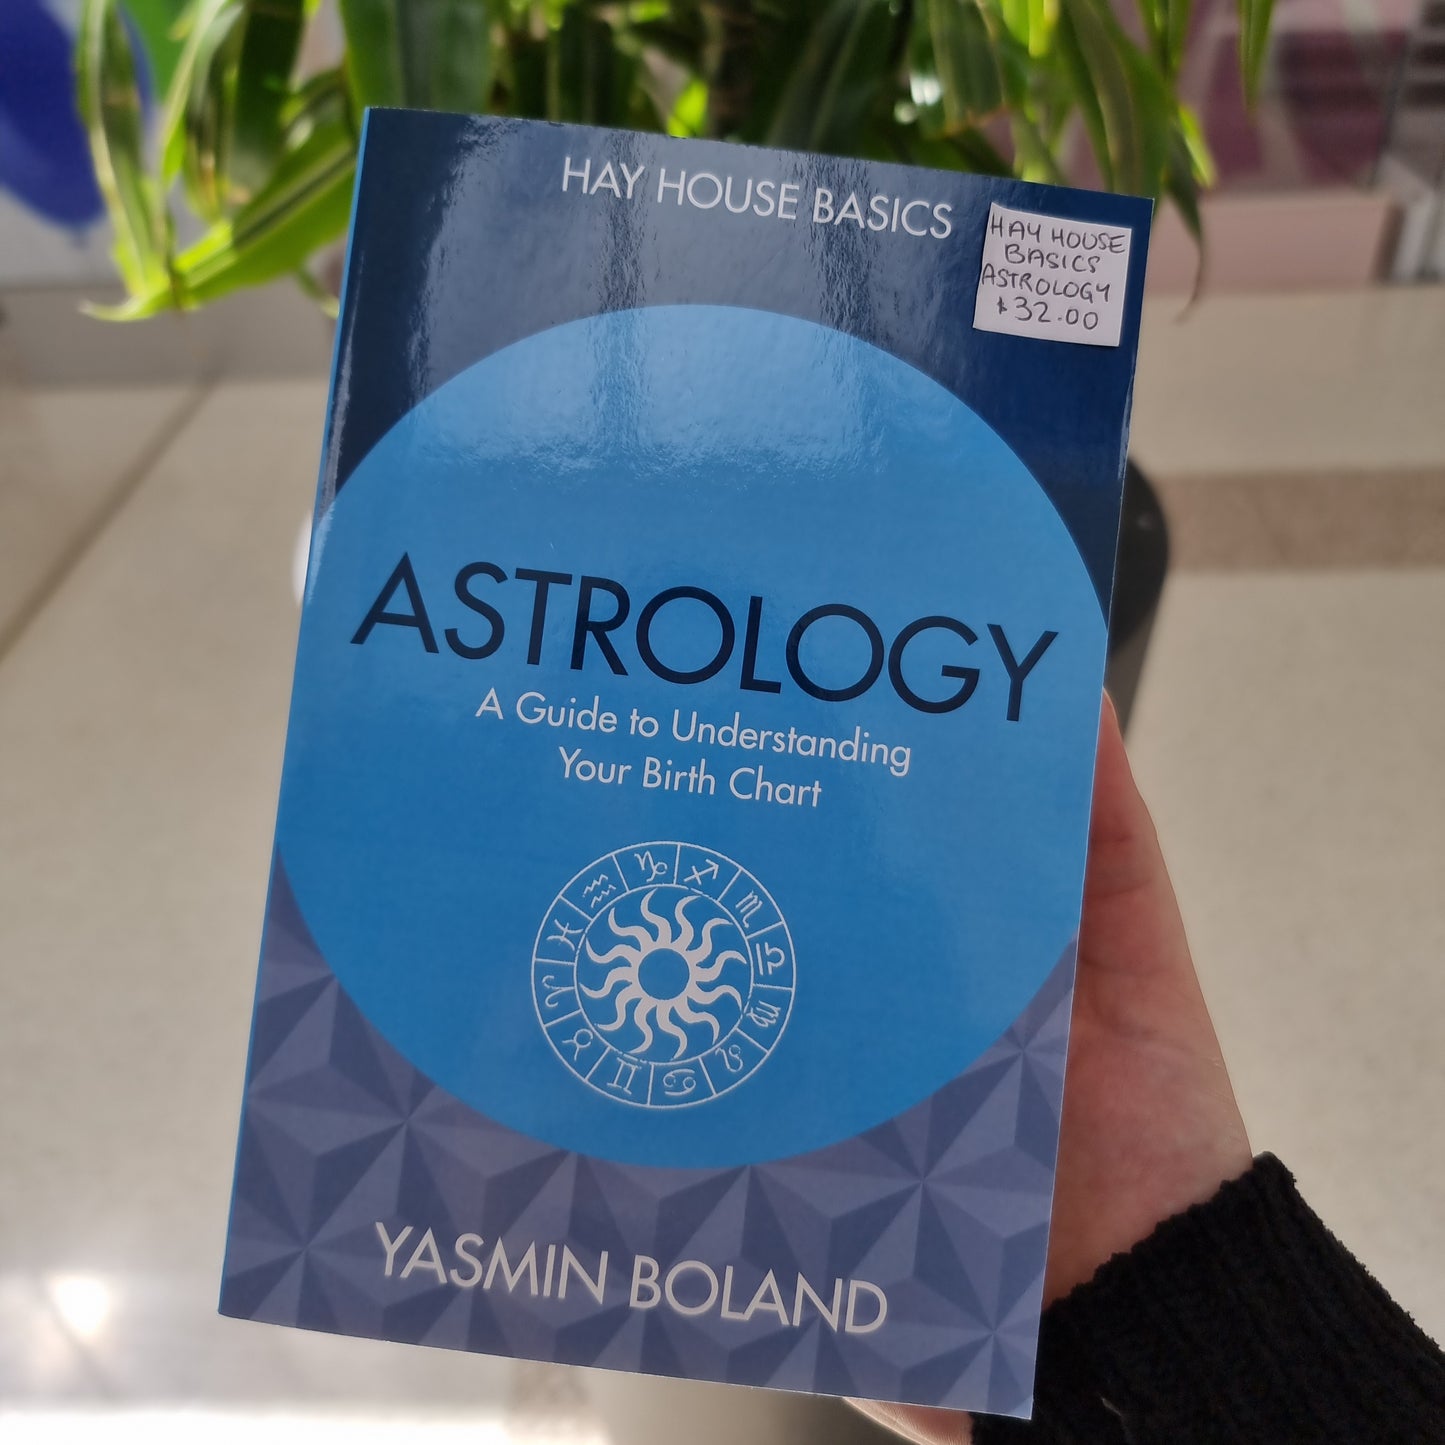 HAY HOUSE BASICS
HAY HOUSE
BASICS
ASTROLOGY
$32.00
ASTROLOGY
A Guide to Understanding
Your Birth Chart
YASMIN BOLAND